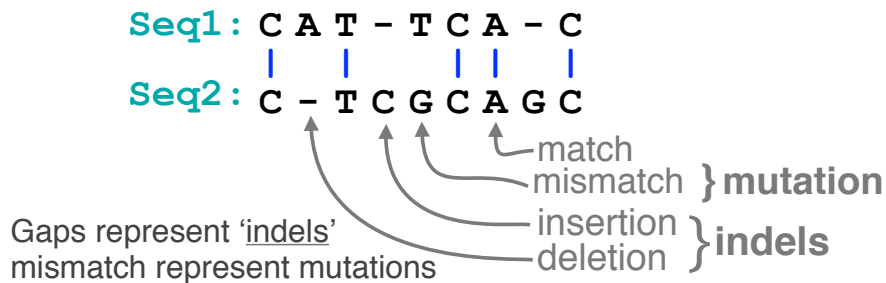 Seq1: C A T - T C A - C
Seq2: C - T C G C A G C
match
mismatch } mutation
insertion
deletion } indels
Gaps represent ‘indels’
mismatch represent mutations